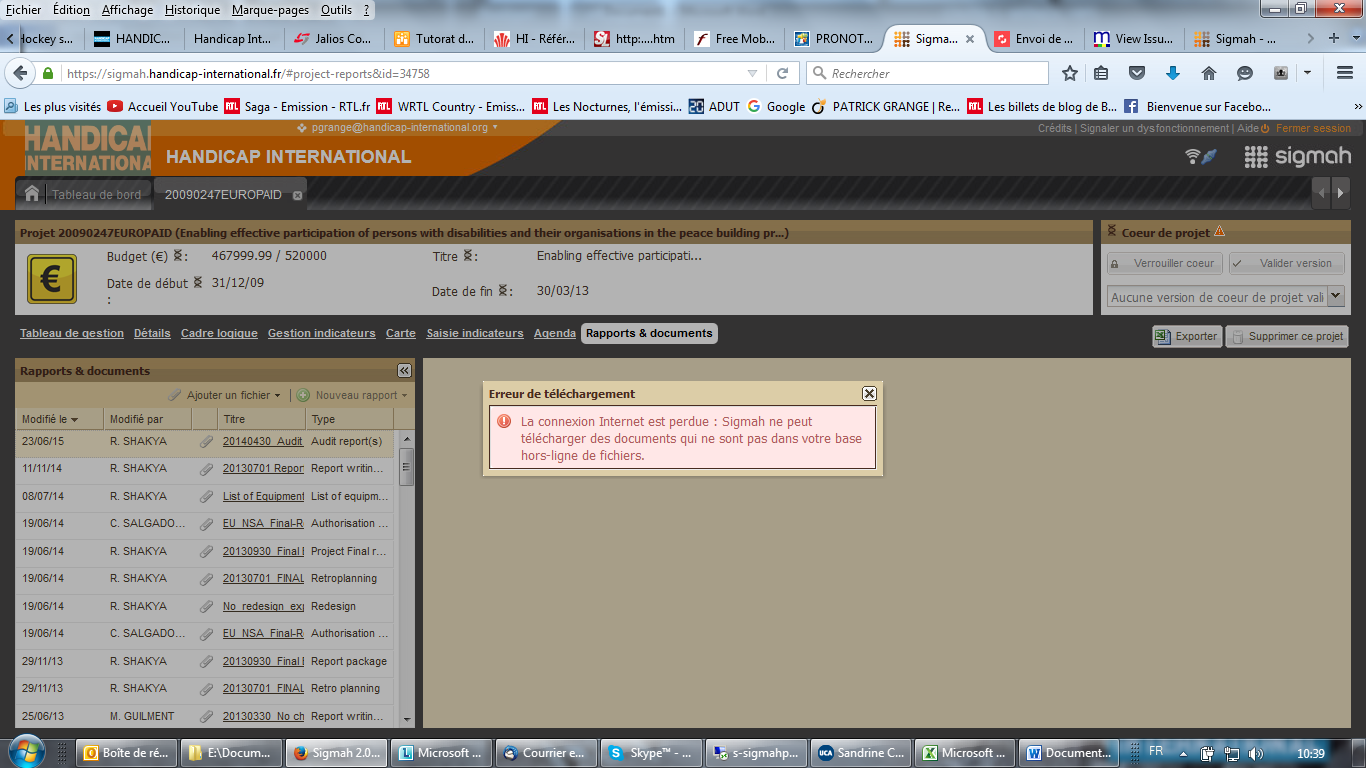 Fichier Édition Affichage Historique Marque-pages Outils ?
Hockey s... HANDIC... Handicap Int... Jalios Co... Tutorat d... HI - Référ... http:....htm Free Mob... PRONOT... Sigma... Envoi de ... View Issu... Sigmah - ...
https://sigmah.handicap-international.fr/#project-reports&id=34758 Rechercher
Les plus visités Accueil YouTube Saga - Emission - RTL.fr WRTL Country - Emiss... Les Nocturnes, l'émissi... ADUT Google PATRICK GRANGE | Re... Les billets de blog de B... Bienvenue sur Facebo...
pgrange@handicap-international.org Crédits | Signaler un dysfonctionnement | Aide Fermer session
HANDICAP
INTERNATIONAL
HANDICAP INTERNATIONAL
sigmah
Tableau de bord 20090247EUROPAID
Projet 20090247EUROPAID (Enabling effective participation of persons with disabilities and their organisations in the peace building pr...)
Coeur de projet
Budget (€) : 467999.99 / 520000 Titre : Enabling effective participati...
Verrouiller coeur Valider version
Date de début : 31/12/09 Date de fin : 30/03/13
Aucune version de coeur de projet vali
Tableau de gestion Détails Cadre logique Gestion indicateurs Carte Saisie indicateurs Agenda Rapports & documents
Exporter Supprimer ce projet
Rapports & documents
Ajouter un fichier Nouveau rapport
Modifié le Modifié par Titre Type
23/06/15 R. SHAKYA 20140430_Audit Audit report(s)
11/11/14 R. SHAKYA 20130701 Report Report writin...
08/07/14 R. SHAKYA List of Equipment List of equipm...
19/06/14 C. SALGADO... EU_NSA_Final-R Authorisation ...
19/06/14 R. SHAKYA 20130930_Final Project Final r...
19/06/14 R. SHAKYA 20130701_FINAL Retroplanning
19/06/14 R. SHAKYA No_redesign_exp Redesign
19/06/14 C. SALGADO... EU_NSA_Final-R Authorisation ...
29/11/13 R. SHAKYA 20130930_Final Report package
29/11/13 R. SHAKYA 20130701_FINAL Retro planning
25/06/13 M. GUILMENT 20130330_No ch Report writin...
Erreur de téléchargement
La connexion Internet est perdue : Sigmah ne peut
télécharger des documents qui ne sont pas dans votre base
hors-ligne de fichiers.
Boîte de ré... E:\Docum... Sigmah 2.0... Microsoft ... Courrier e... Skype™ - ... s-sigmahp... Sandrine C... Microsoft ... Document... FR 10:39